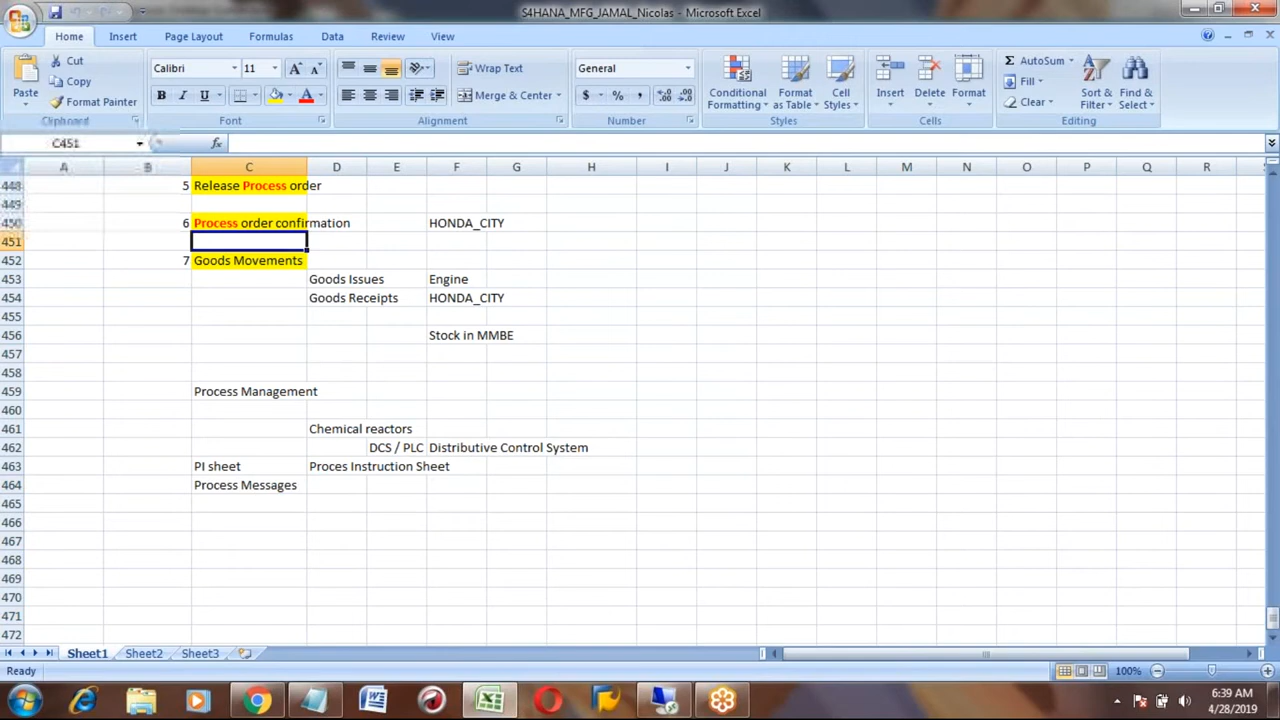 S4HANA_MFG_JAMAL_Nicolas - Microsoft Excel
Home Insert Page Layout Formulas Data Review View
Paste Cut Copy Format Painter Clipboard
Calibri 11 A A B I U A Font
Wrap Text Merge & Center Alignment
General $ % , Number
Conditional Formatting Format as Table Cell Styles Styles
Insert Delete Format Cells
Σ AutoSum Fill Clear Sort & Filter Find & Select Editing
C451 fx
A B C D E F G H I J K L M N O P Q R
448 5 Release Process order
449
450 6 Process order confirmation HONDA_CITY
451
452 7 Goods Movements
453 Goods Issues Engine
454 Goods Receipts HONDA_CITY
455
456 Stock in MMBE
457
458
459 Process Management
460
461 Chemical reactors
462 DCS / PLC Distributive Control System
463 PI sheet Proces Instruction Sheet
464 Process Messages
465
466
467
468
469
470
471
472
Sheet1 Sheet2 Sheet3
Ready 100%
6:39 AM
4/28/2019